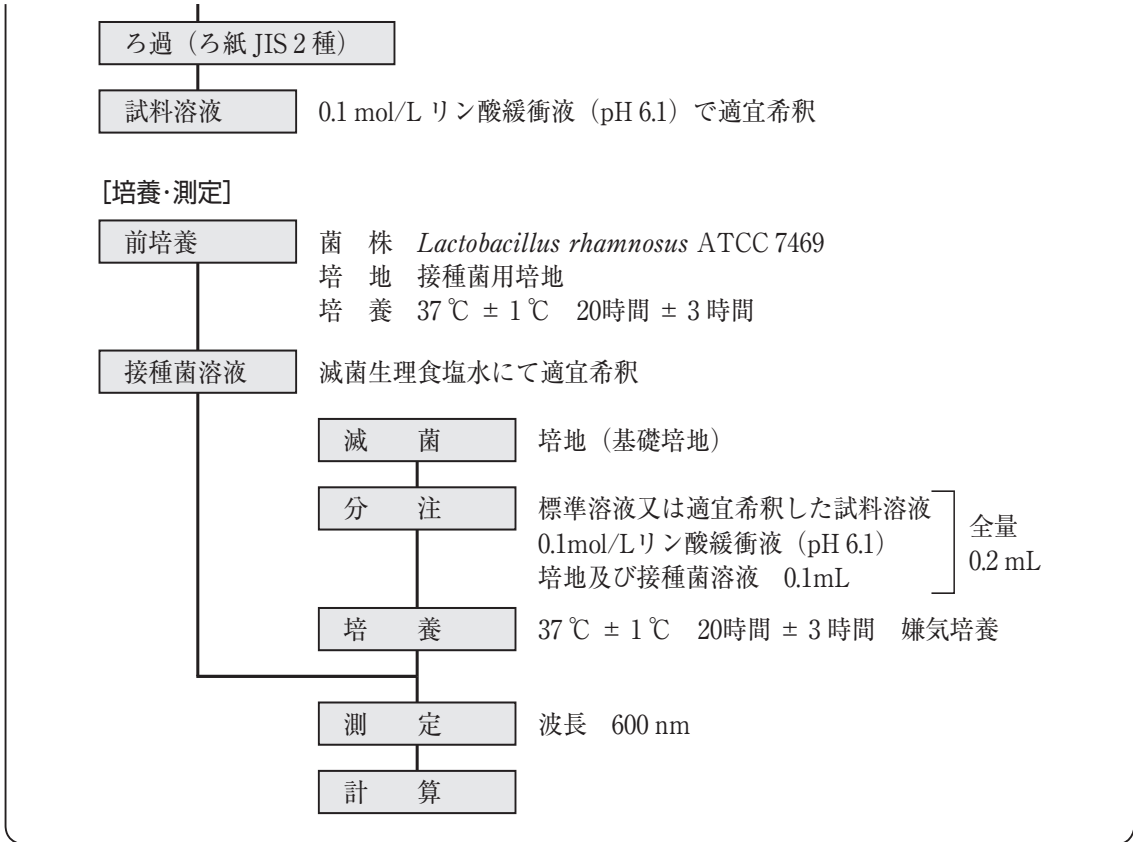 ろ過（ろ紙 JIS 2 種）
試料溶液　0.1 mol/L リン酸緩衝液（pH 6.1）で適宜希釈
［培養･測定］
前培養　菌　株　Lactobacillus rhamnosus ATCC 7469
培　地　接種菌用培地
培　養　37 ℃ ± 1 ℃　20時間 ± 3 時間
接種菌溶液　滅菌生理食塩水にて適宜希釈
滅　菌　培地（基礎培地）
分　注　標準溶液又は適宜希釈した試料溶液
0.1mol/Lリン酸緩衝液（pH 6.1）
培地及び接種菌溶液　0.1mL
全量
0.2 mL
培　養　37 ℃ ± 1 ℃　20時間 ± 3 時間　嫌気培養
測　定　波長　600 nm
計　算